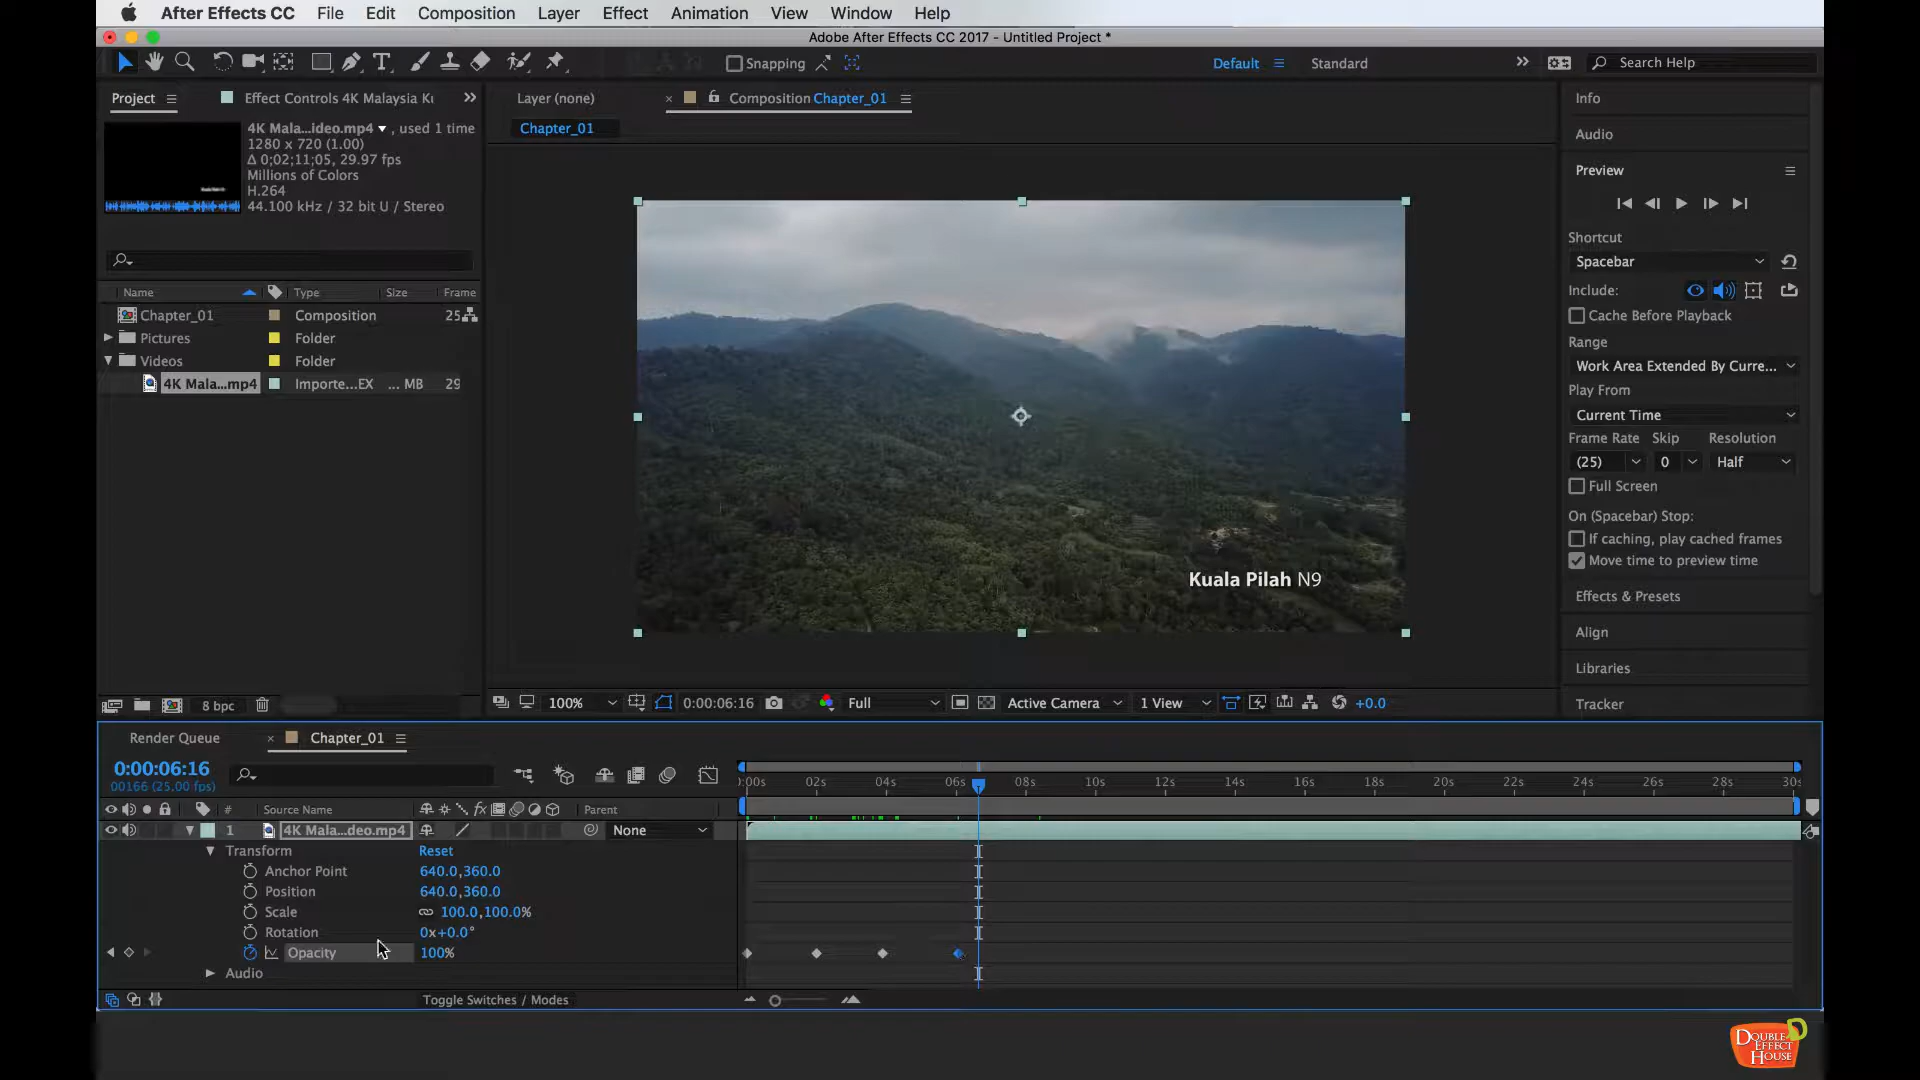 After Effects CC File Edit Composition Layer Effect Animation View Window Help
Adobe After Effects CC 2017 - Untitled Project *
Snapping Default Standard Search Help
Project Effect Controls 4K Malaysia Ku
4K Mala...ideo.mp4 , used 1 time
1280 x 720 (1.00)
Δ 0;02;11;05, 29.97 fps
Millions of Colors
H.264
44.100 kHz / 32 bit U / Stereo
Name Type Size Frame
Chapter_01 Composition 25
Pictures Folder
Videos Folder
4K Mala...mp4 Importe...EX ... MB 29
8 bpc
Layer (none) Composition Chapter_01
Chapter_01
Kuala Pilah N9
100% 0:00:06:16 Full Active Camera 1 View +0.0
Info
Audio
Preview
Shortcut
Spacebar
Include:
Cache Before Playback
Range
Work Area Extended By Curre...
Play From
Current Time
Frame Rate Skip Resolution
(25) 0 Half
Full Screen
On (Spacebar) Stop:
If caching, play cached frames
Move time to preview time
Effects & Presets
Align
Libraries
Tracker
Render Queue Chapter_01
0:00:06:16
00166 (25.00 fps)
:00s 02s 04s 06s 08s 10s 12s 14s 16s 18s 20s 22s 24s 26s 28s 30s
# Source Name fx Parent
1 4K Mala...deo.mp4 None
Transform Reset
Anchor Point 640.0,360.0
Position 640.0,360.0
Scale 100.0,100.0%
Rotation 0x+0.0°
Opacity 100%
Audio
Toggle Switches / Modes
D
DOUBLE
EFFECT
HOUSE